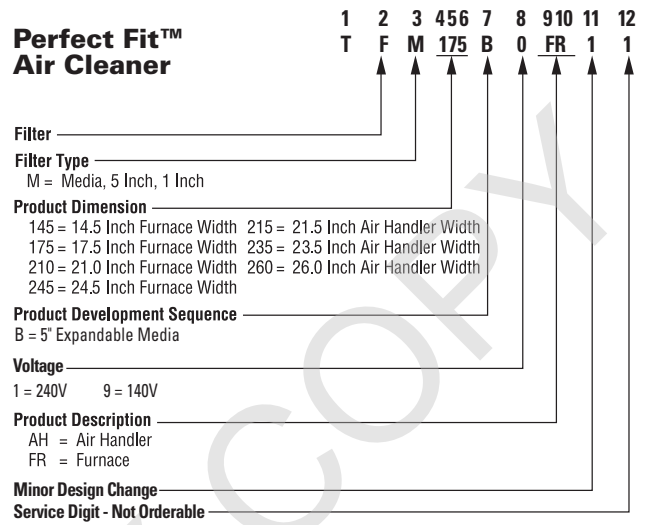 Perfect Fit™
Air Cleaner
1 2 3 456 7 8 910 11 12
T F M 175 B 0 FR 1 1
Filter
Filter Type
M = Media, 5 Inch, 1 Inch
Product Dimension
145 = 14.5 Inch Furnace Width 215 = 21.5 Inch Air Handler Width
175 = 17.5 Inch Furnace Width 235 = 23.5 Inch Air Handler Width
210 = 21.0 Inch Furnace Width 260 = 26.0 Inch Air Handler Width
245 = 24.5 Inch Furnace Width
Product Development Sequence
B = 5" Expandable Media
Voltage
1 = 240V 9 = 140V
Product Description
AH = Air Handler
FR = Furnace
Minor Design Change
Service Digit - Not Orderable
COPY